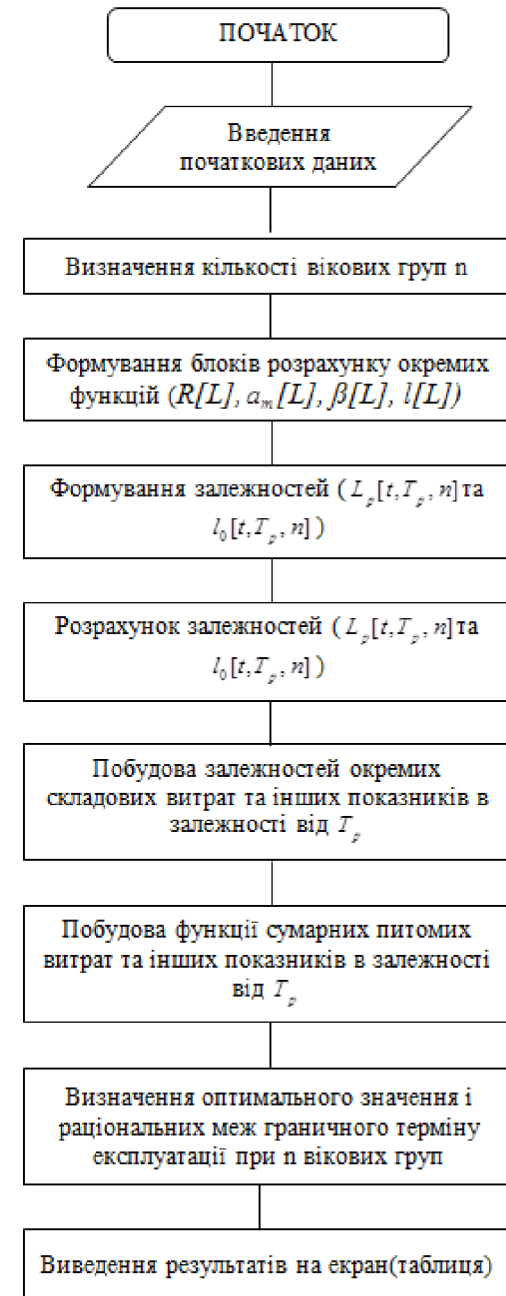 ПОЧАТОК
Введення
початкових даних
Визначення кількості вікових груп n
Формування блоків розрахунку окремих
функцій (R[L], α_m[L], β[L], l[L])
Формування залежностей ( L_p[t,T_p,n] та
l_0[t,T_p,n] )
Розрахунок залежностей ( L_p[t,T_p,n] та
l_0[t,T_p,n] )
Побудова залежностей окремих
складових витрат та інших показників в
залежності від T_p
Побудова функції сумарних питомих
витрат та інших показників в залежності
від T_p
Визначення оптимального значення і
раціональних меж граничного терміну
експлуатації при n вікових груп
Виведення результатів на екран(таблиця)